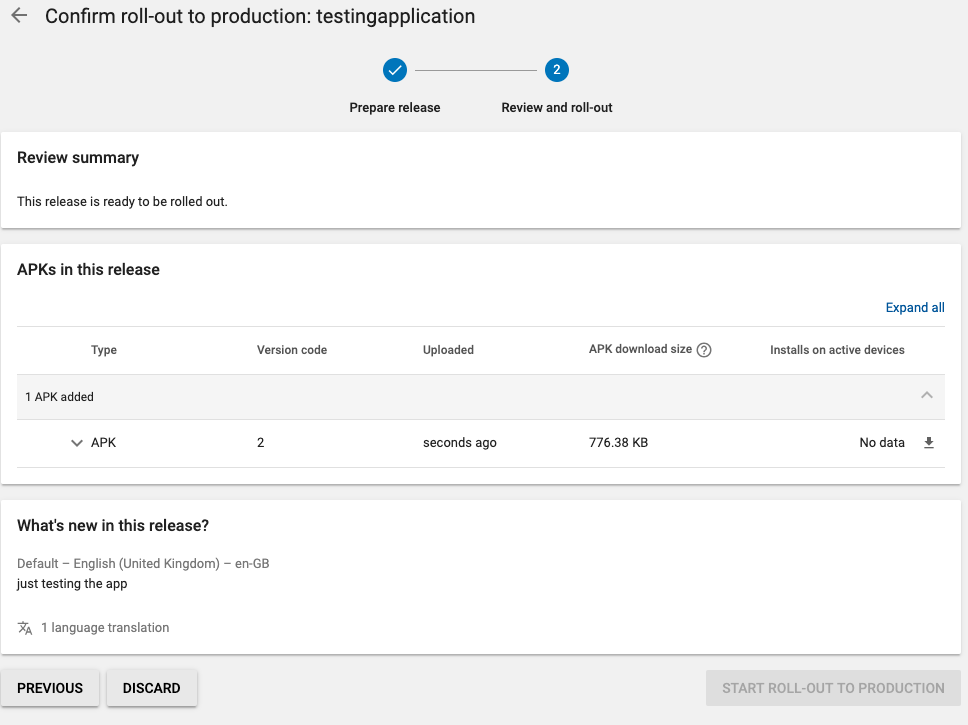 Confirm roll-out to production: testingapplication
2
Prepare release
Review and roll-out
Review summary
This release is ready to be rolled out.
APKs in this release
Expand all
Type Version code Uploaded APK download size ? Installs on active devices
1 APK added
APK 2 seconds ago 776.38 KB No data
What's new in this release?
Default – English (United Kingdom) – en-GB
just testing the app
1 language translation
PREVIOUS DISCARD START ROLL-OUT TO PRODUCTION